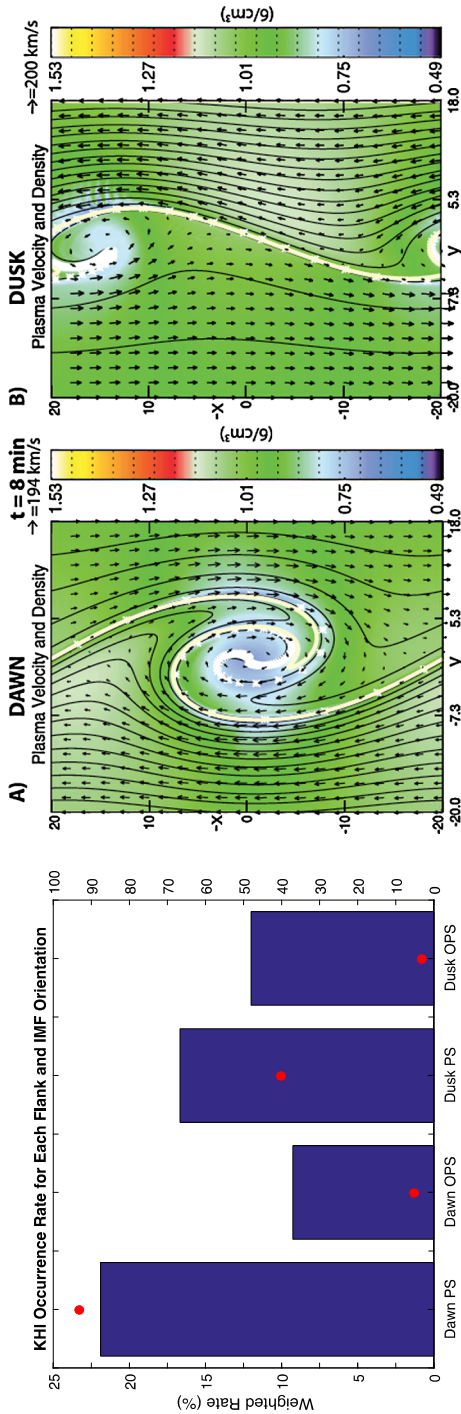 KHI Occurrence Rate for Each Flank and IMF Orientation
Weighted Rate (%)
25
20
15
10
5
0
100
90
80
70
60
50
40
30
20
10
0
Dawn PS
Dawn OPS
Dusk PS
Dusk OPS
A)
DAWN
t = 8 min
Plasma Velocity and Density
→=194 km/s
20
10
0
-10
-20
-X
-20.0
-7.3
5.3
18.0
y
1.53
1.27
1.01
0.75
0.49
(6/cm³)
B)
DUSK
Plasma Velocity and Density
→=200 km/s
20
10
0
-10
-20
-X
-20.0
-7.3
5.3
18.0
y
1.53
1.27
1.01
0.75
0.49
(6/cm³)